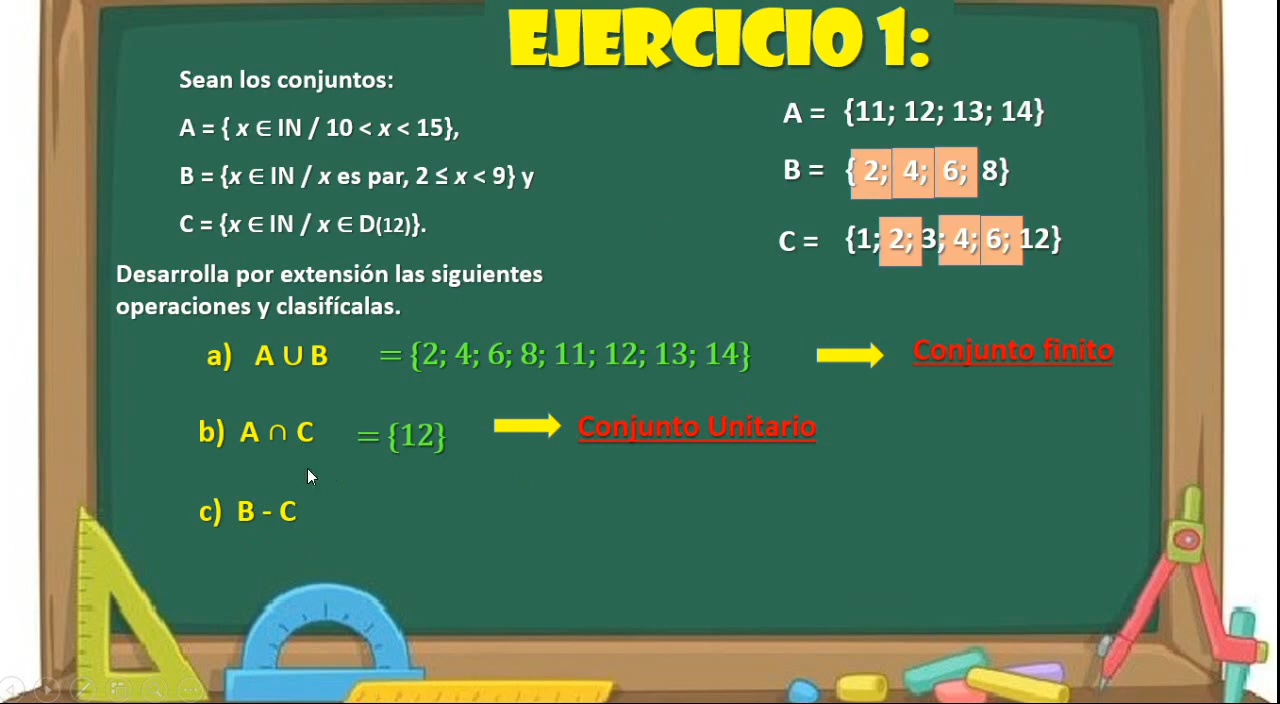 EJERCICIO 1:
Sean los conjuntos:
A = { x ∈ IN / 10 < x < 15},
B = {x ∈ IN / x es par, 2 ≤ x < 9} y
C = {x ∈ IN / x ∈ D(12)}.
A = {11; 12; 13; 14}
B = { 2; 4; 6; 8}
C = {1; 2; 3; 4; 6; 12}
Desarrolla por extensión las siguientes
operaciones y clasifícalas.
a) A ∪ B = {2; 4; 6; 8; 11; 12; 13; 14} Conjunto finito
b) A ∩ C = {12} Conjunto Unitario
c) B - C